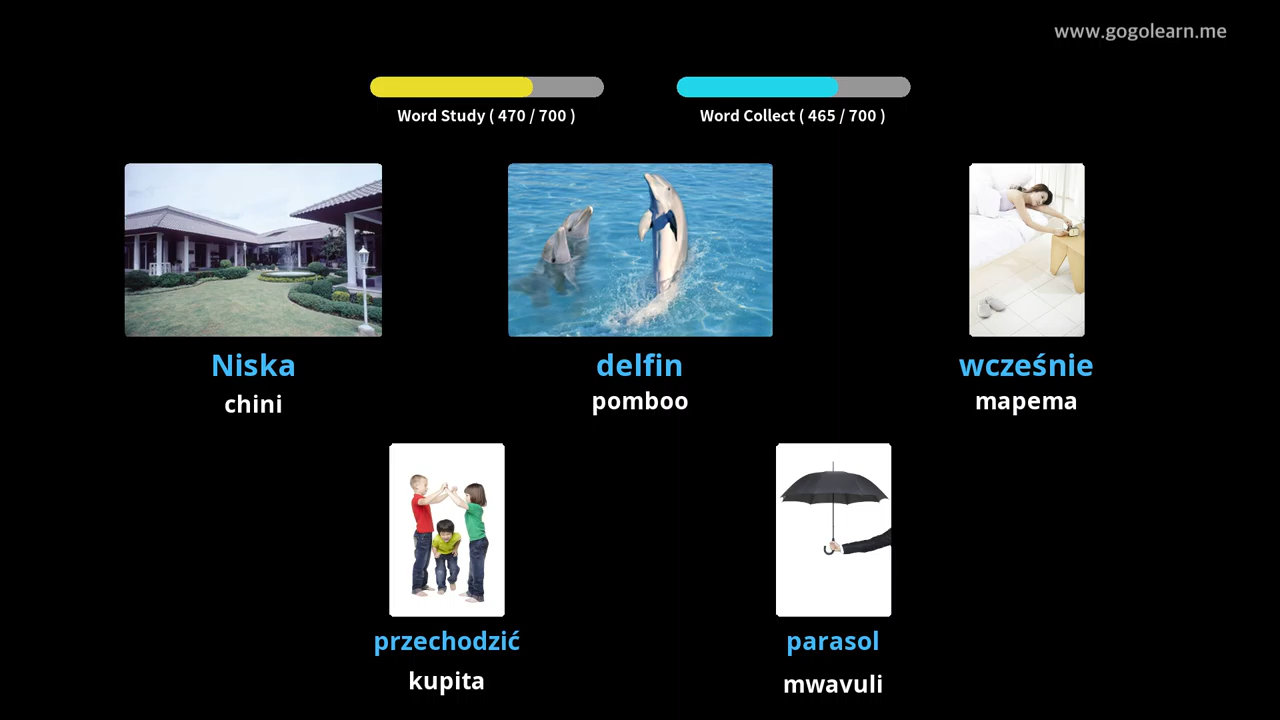 www.gogolearn.me
Word Study ( 470 / 700 )
Word Collect ( 465 / 700 )
Niska
chini
delfin
pomboo
wcześnie
mapema
przechodzić
kupita
parasol
mwavuli